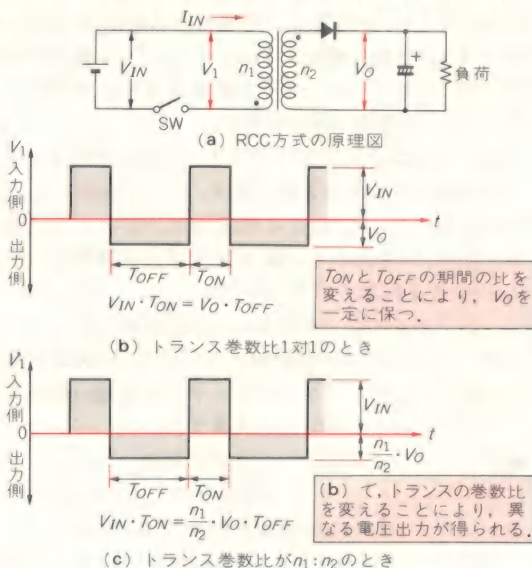 I_IN
V_IN
V_1
n_1
n_2
V_O
+
負荷
SW
(a) RCC方式の原理図
V_1
入力側
0
出力側
t
V_IN
V_O
T_OFF
T_ON
V_IN・T_ON = V_O・T_OFF
T_ONとT_OFFの期間の比を
変えることにより，V_Oを
一定に保つ．
(b) トランス巻数比1対1のとき
V_1
入力側
0
出力側
t
V_IN
n_1/n_2・V_O
T_OFF
T_ON
V_IN・T_ON = n_1/n_2・V_O・T_OFF
(b)で，トランスの巻数比
を変えることにより，異
なる電圧出力が得られる．
(c) トランス巻数比がn_1:n_2のとき